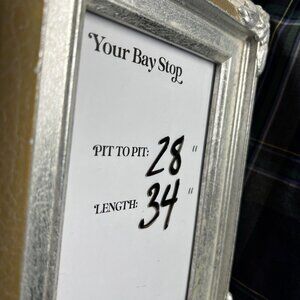 Your Bay Stop
PIT TO PIT: 28 "
LENGTH: 34 "